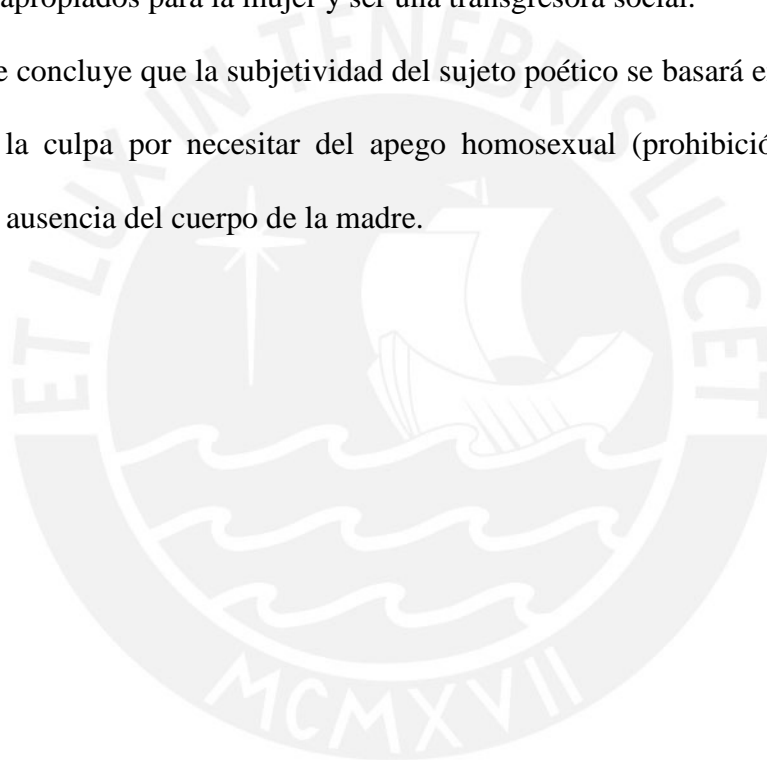 apropiados para la mujer y ser una transgresora social.
e concluye que la subjetividad del sujeto poético se basará e
la culpa por necesitar del apego homosexual (prohibició
ausencia del cuerpo de la madre.
ET LUX IN TENEBRIS LUCET
MCMXVII